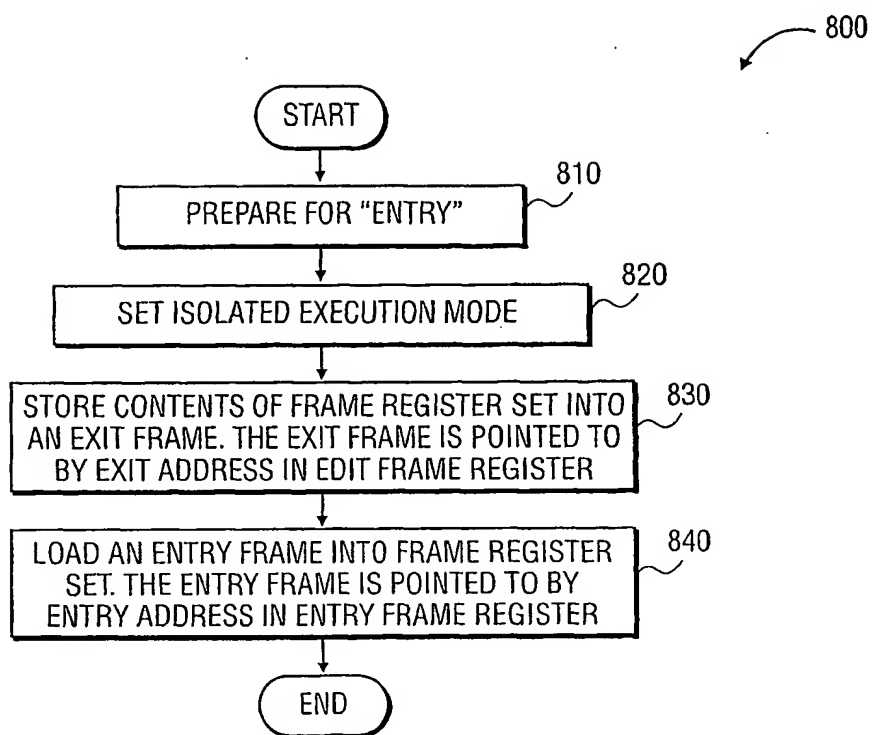 800
START
810
PREPARE FOR “ENTRY”
820
SET ISOLATED EXECUTION MODE
830
STORE CONTENTS OF FRAME REGISTER SET INTO
AN EXIT FRAME. THE EXIT FRAME IS POINTED TO
BY EXIT ADDRESS IN EDIT FRAME REGISTER
840
LOAD AN ENTRY FRAME INTO FRAME REGISTER
SET. THE ENTRY FRAME IS POINTED TO BY
ENTRY ADDRESS IN ENTRY FRAME REGISTER
END